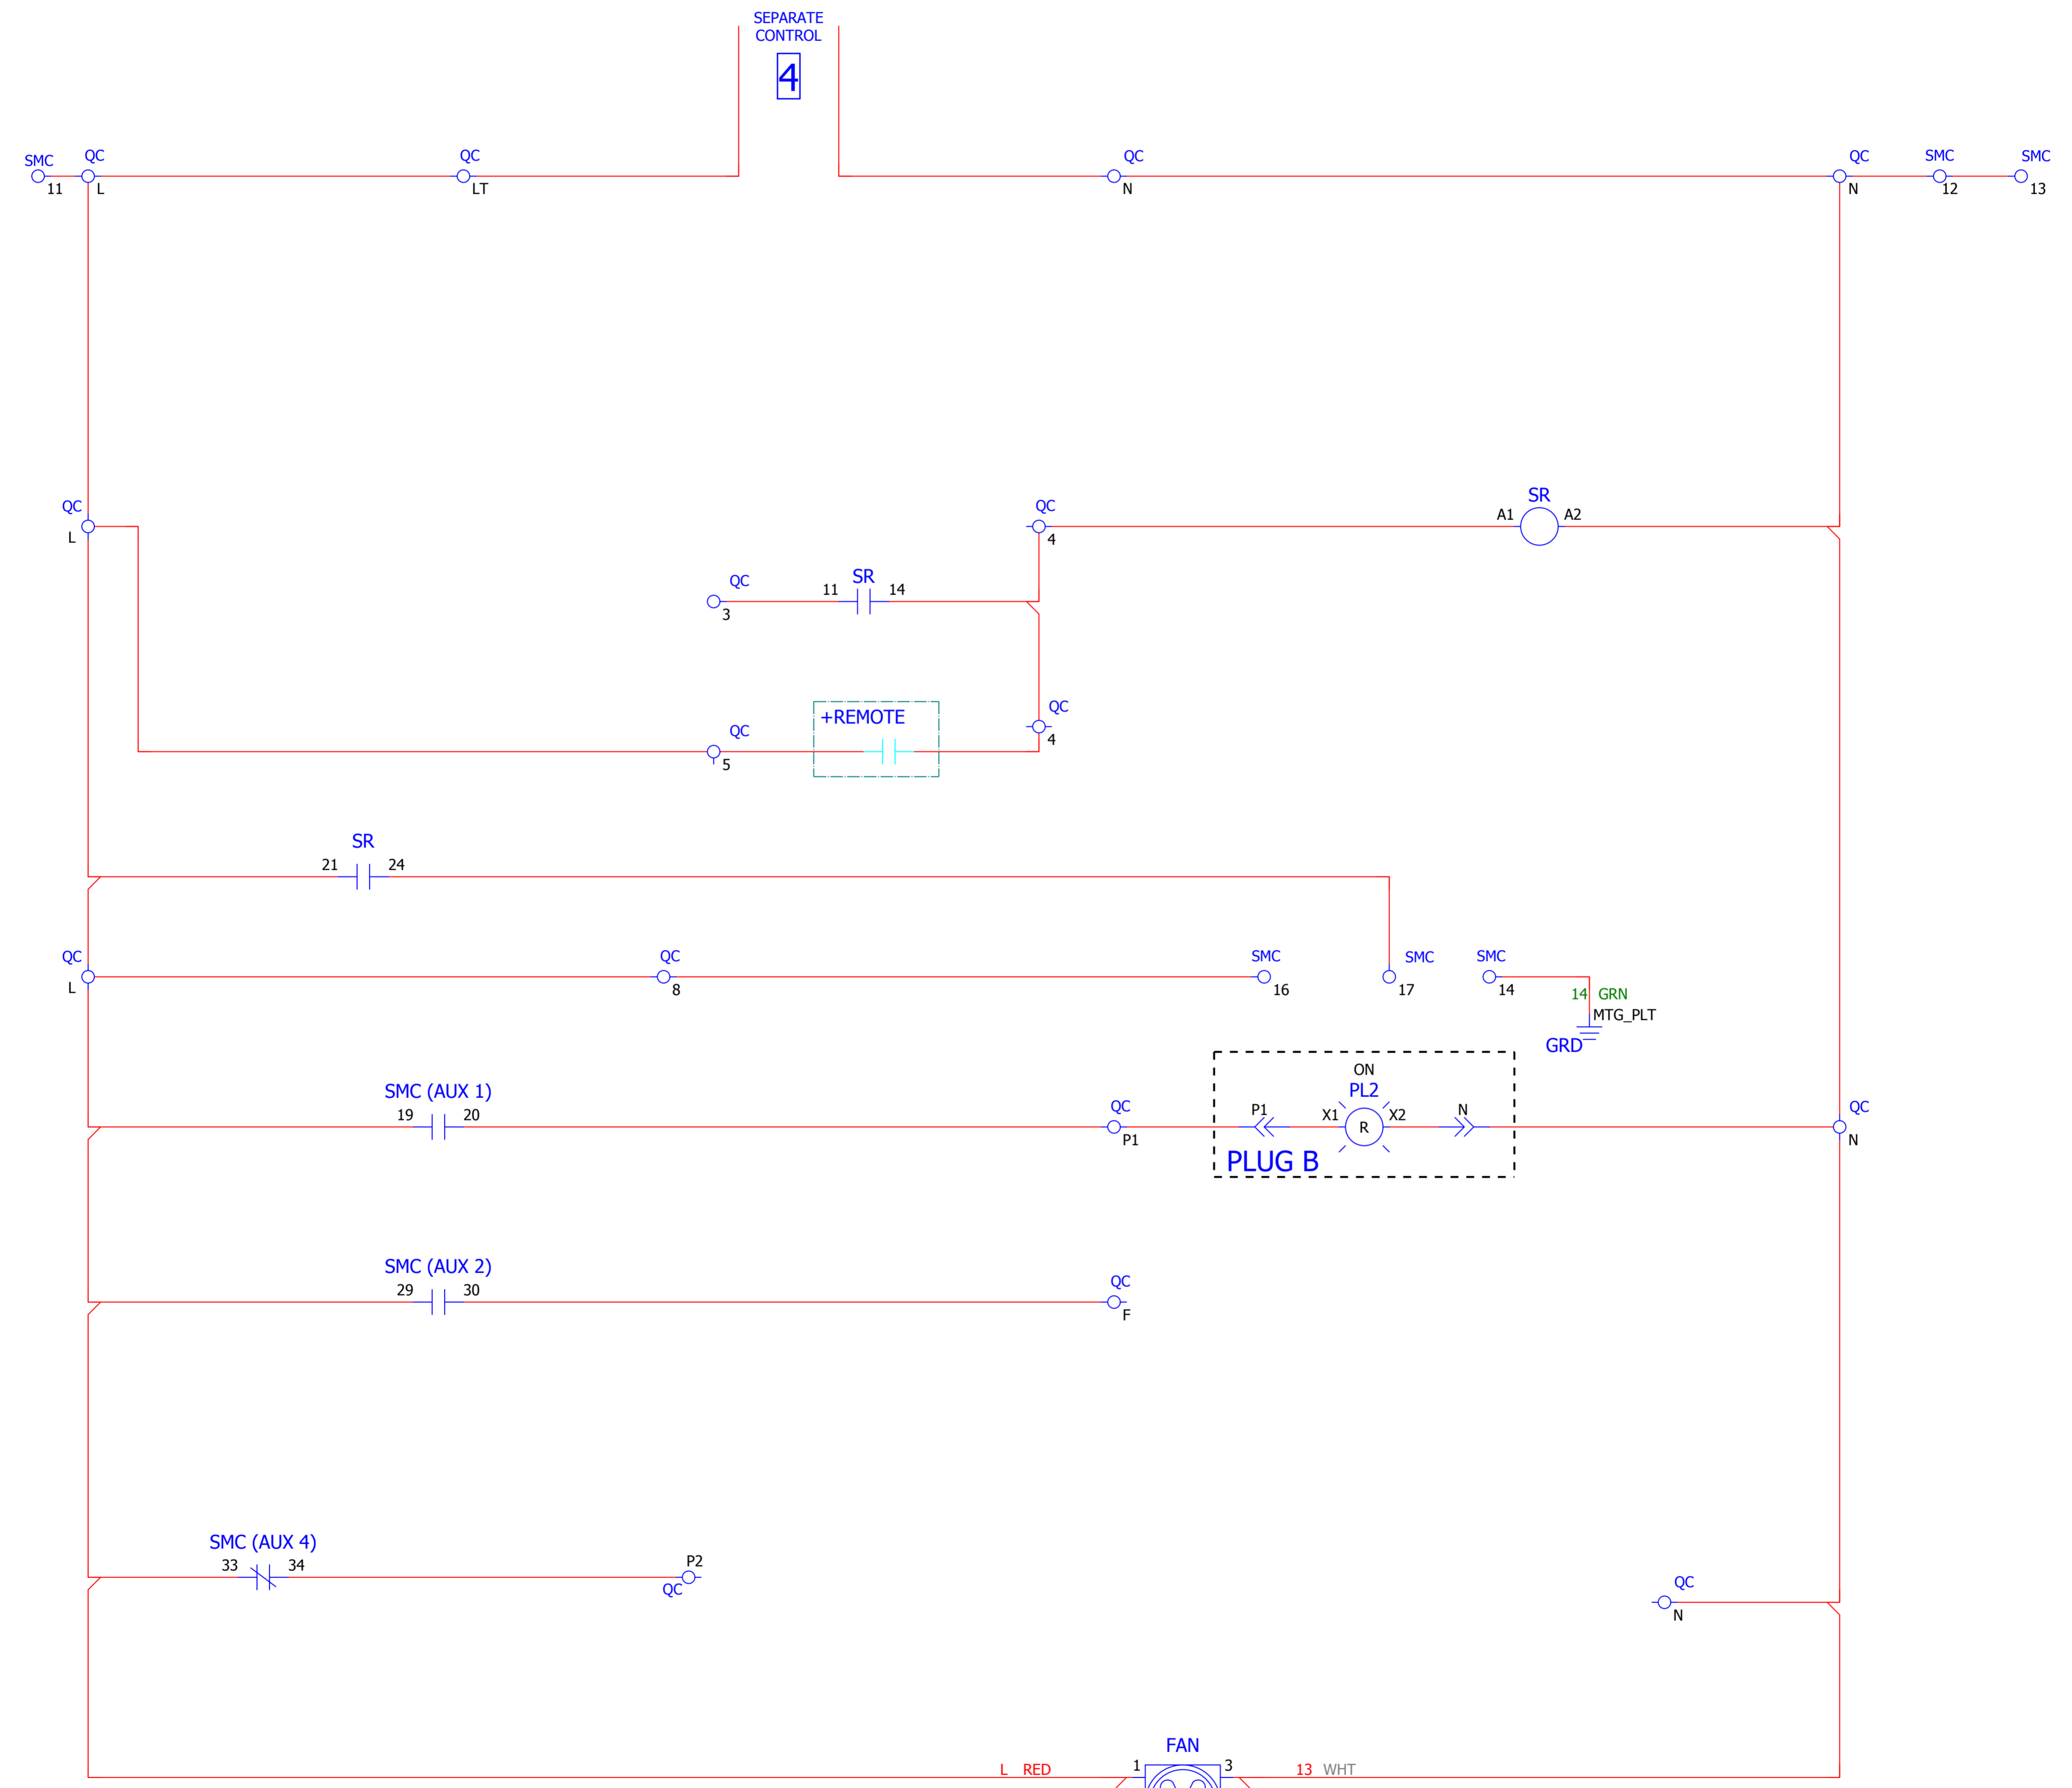 SEPARATE
CONTROL
4
SMC
QC
QC
QC
QC
SMC
SMC
11
L
LT
N
N
12
13
QC
QC
SR
A1
A2
L
4
QC
SR
11
14
3
QC
+REMOTE
QC
4
5
SR
21
24
QC
QC
SMC
SMC
SMC
L
8
16
17
14
14 GRN
MTG_PLT
GRD
ON
SMC (AUX 1)
PL2
19
20
QC
P1
X1
R
X2
N
QC
P1
N
PLUG B
SMC (AUX 2)
29
30
QC
F
SMC (AUX 4)
33
34
P2
QC
QC
N
FAN
L RED
1
3
13 WHT